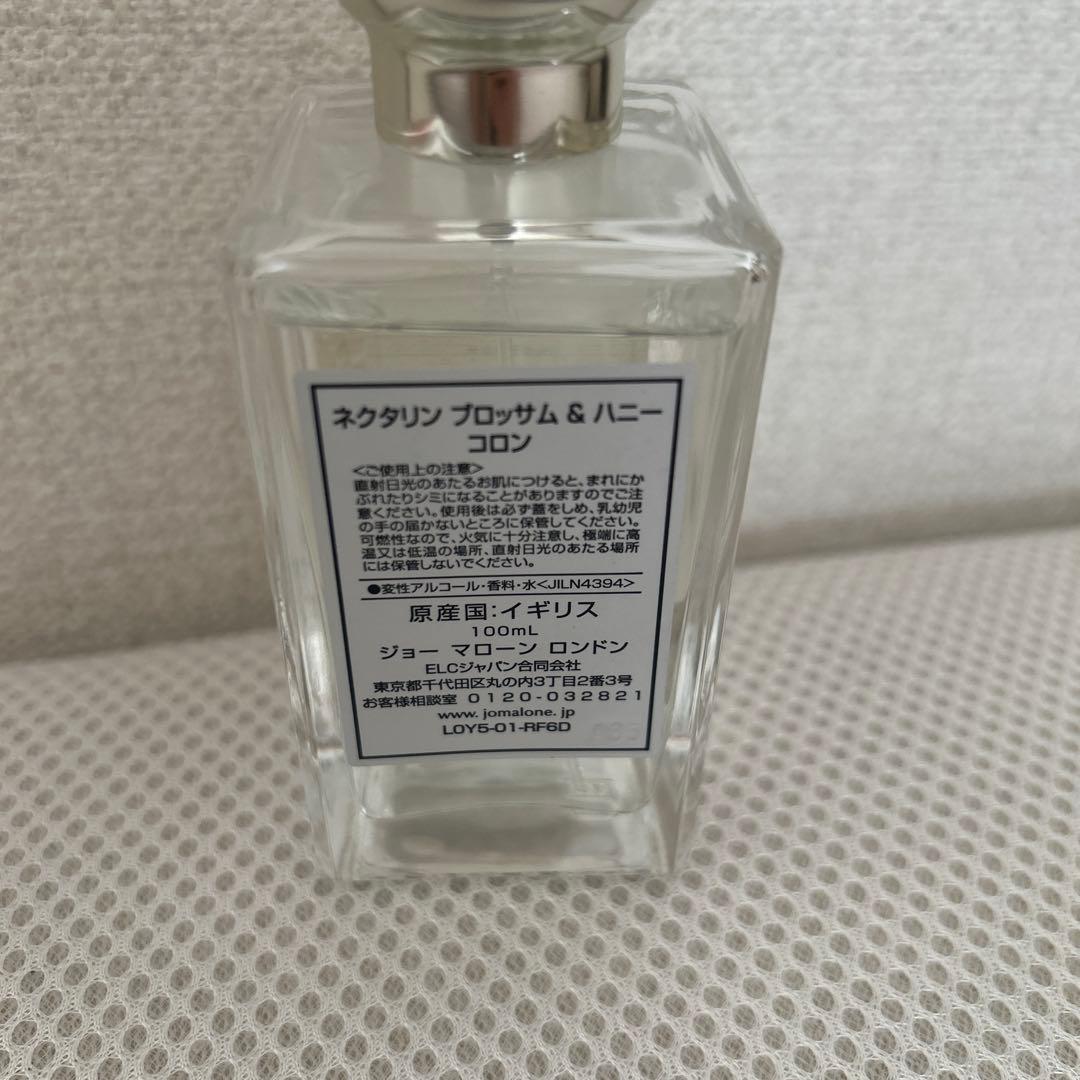 ネクタリン ブロッサム & ハニー
コロン
<ご使用上の注意>
直射日光のあたるお肌につけると、まれにか
ぶれたりシミになることがありますのでご注
意ください。使用後は必ず蓋をしめ、乳幼児
の手の届かないところに保管してください。
可燃性なので、火気に十分注意し、極端に高
温又は低温の場所、直射日光のあたる場所
には保管しないでください。
●変性アルコール・香料・水<JILN4394>
原産国:イギリス
100mL
ジョー マローン ロンドン
ELCジャパン合同会社
東京都千代田区丸の内3丁目2番3号
お客様相談室 0120-032821
www.jomalone.jp
L0Y5-01-RF6D